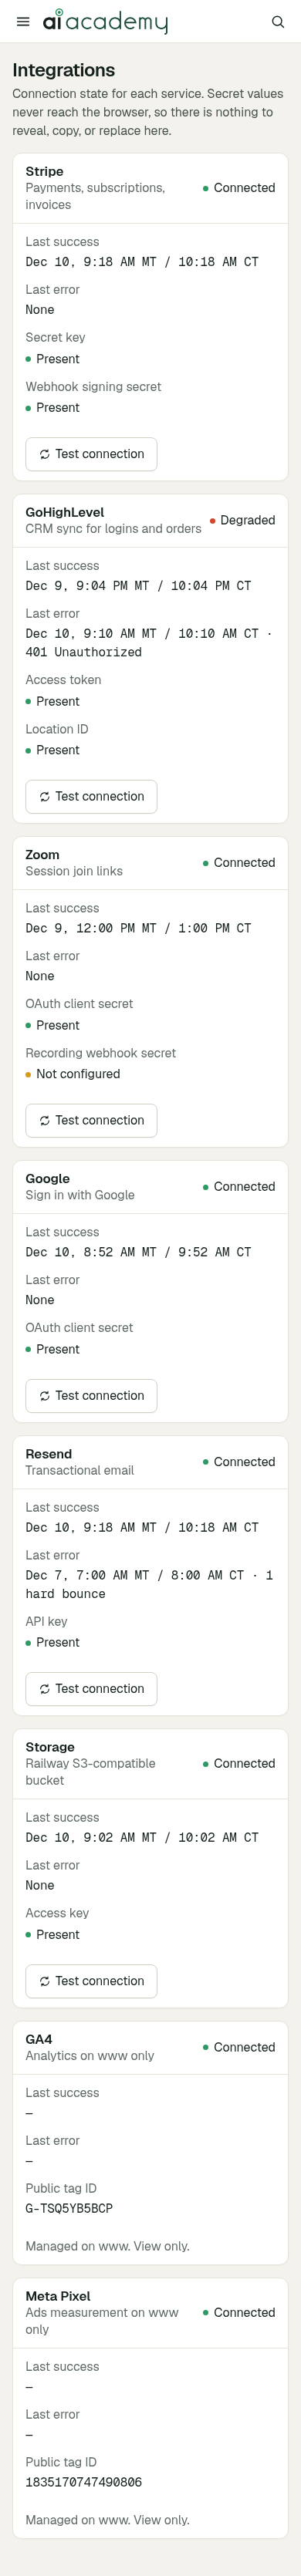 ai academy
Integrations
Connection state for each service. Secret values
never reach the browser, so there is nothing to
reveal, copy, or replace here.
Stripe
Payments, subscriptions,
invoices
Connected
Last success
Dec 10, 9:18 AM MT / 10:18 AM CT
Last error
None
Secret key
Present
Webhook signing secret
Present
Test connection
GoHighLevel
CRM sync for logins and orders
Degraded
Last success
Dec 9, 9:04 PM MT / 10:04 PM CT
Last error
Dec 10, 9:10 AM MT / 10:10 AM CT ·
401 Unauthorized
Access token
Present
Location ID
Present
Test connection
Zoom
Session join links
Connected
Last success
Dec 9, 12:00 PM MT / 1:00 PM CT
Last error
None
OAuth client secret
Present
Recording webhook secret
Not configured
Test connection
Google
Sign in with Google
Connected
Last success
Dec 10, 8:52 AM MT / 9:52 AM CT
Last error
None
OAuth client secret
Present
Test connection
Resend
Transactional email
Connected
Last success
Dec 10, 9:18 AM MT / 10:18 AM CT
Last error
Dec 7, 7:00 AM MT / 8:00 AM CT · 1
hard bounce
API key
Present
Test connection
Storage
Railway S3-compatible
bucket
Connected
Last success
Dec 10, 9:02 AM MT / 10:02 AM CT
Last error
None
Access key
Present
Test connection
GA4
Analytics on www only
Connected
Last success
—
Last error
—
Public tag ID
G-TSQ5YB5BCP
Managed on www. View only.
Meta Pixel
Ads measurement on www
only
Connected
Last success
—
Last error
—
Public tag ID
1835170747490806
Managed on www. View only.